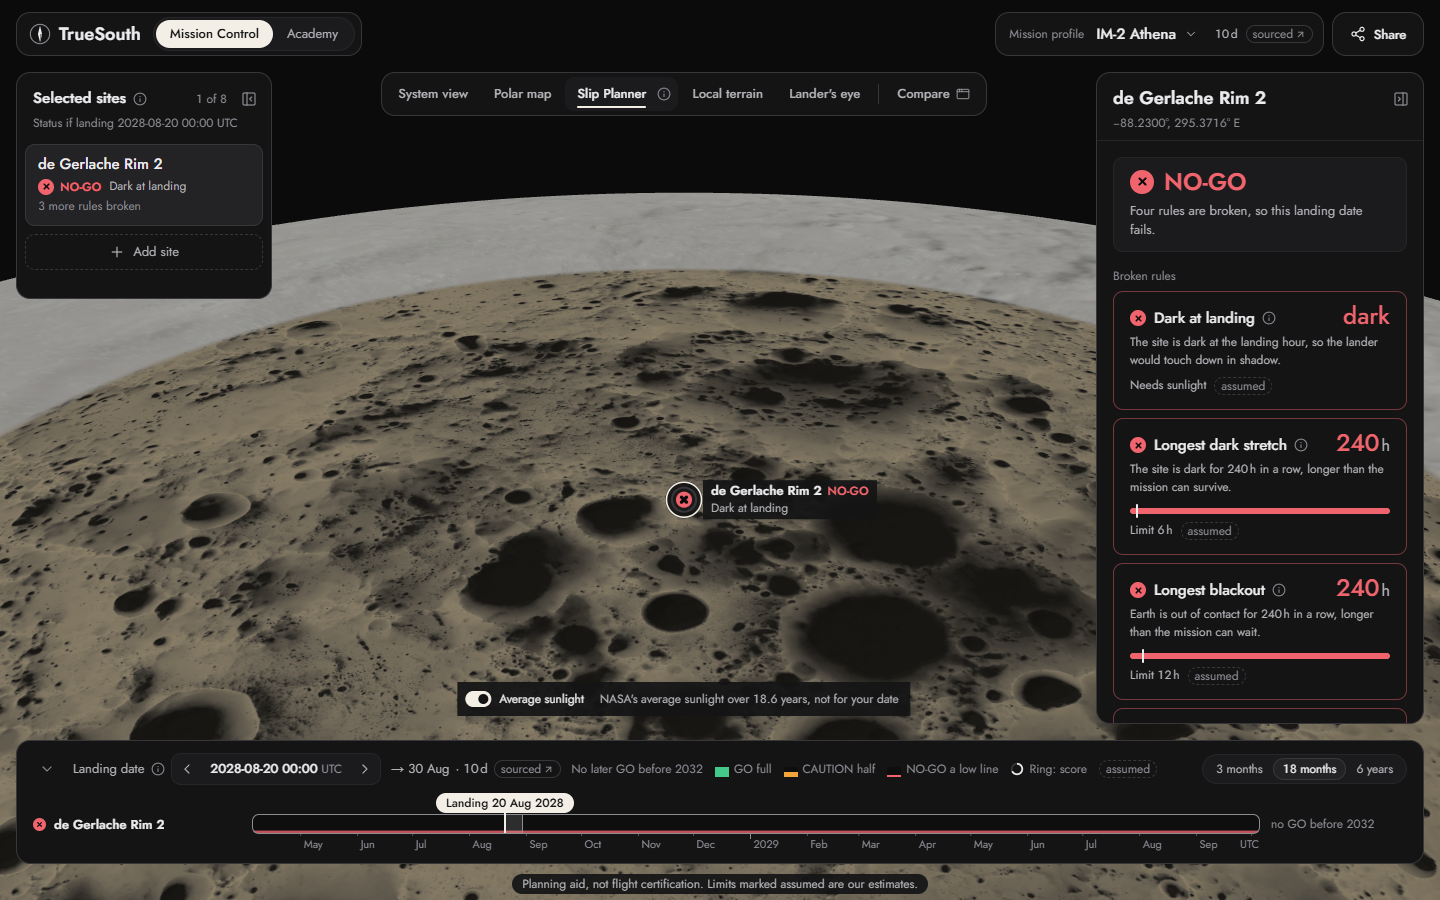 TrueSouth
Mission Control
Academy
Mission profile IM-2 Athena 10 d sourced ↗
Share
Selected sites 1 of 8
Status if landing 2028-08-20 00:00 UTC
de Gerlache Rim 2
NO-GO Dark at landing
3 more rules broken
+ Add site
System view
Polar map
Slip Planner
Local terrain
Lander's eye
Compare
de Gerlache Rim 2
−88.2300°, 295.3716° E
NO-GO
Four rules are broken, so this landing date
fails.
Broken rules
Dark at landing dark
The site is dark at the landing hour, so the lander
would touch down in shadow.
Needs sunlight assumed
Longest dark stretch 240 h
The site is dark for 240 h in a row, longer than the
mission can survive.
Limit 6 h assumed
Longest blackout 240 h
Earth is out of contact for 240 h in a row, longer
than the mission can wait.
Limit 12 h assumed
de Gerlache Rim 2 NO-GO
Dark at landing
Average sunlight NASA's average sunlight over 18.6 years, not for your date
Landing date 2028-08-20 00:00 UTC → 30 Aug · 10 d sourced ↗ No later GO before 2032 GO full CAUTION half NO-GO a low line Ring: score assumed 3 months 18 months 6 years
Landing 20 Aug 2028
de Gerlache Rim 2 no GO before 2032
May Jun Jul Aug Sep Oct Nov Dec 2029 Feb Mar Apr May Jun Jul Aug Sep UTC
Planning aid, not flight certification. Limits marked assumed are our estimates.